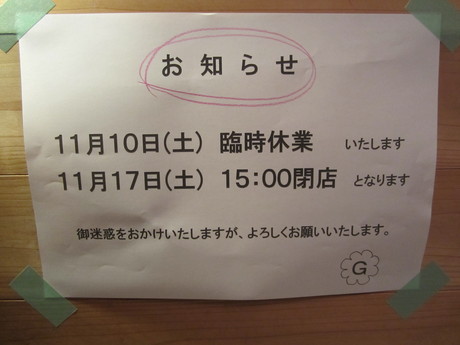 お知らせ
11月10日(土) 臨時休業 いたします
11月17日(土) 15:00閉店 となります
御迷惑をおかけいたしますが、よろしくお願いいたします。
G